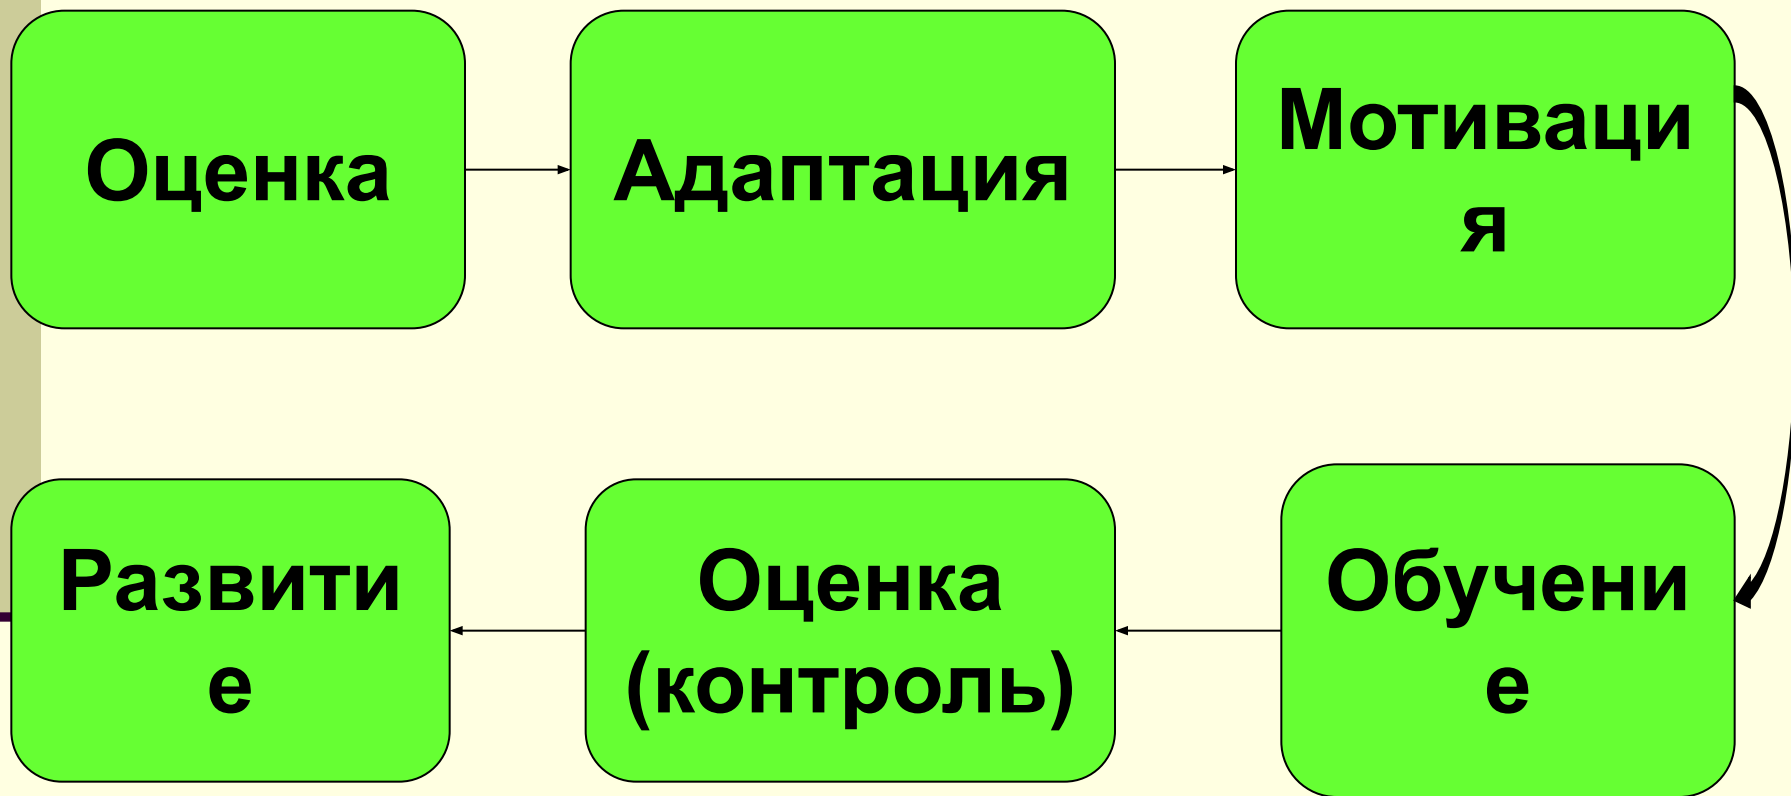 Оценка
Адаптация
Мотиваци
я
Развити
е
Оценка
(контроль)
Обучени
е